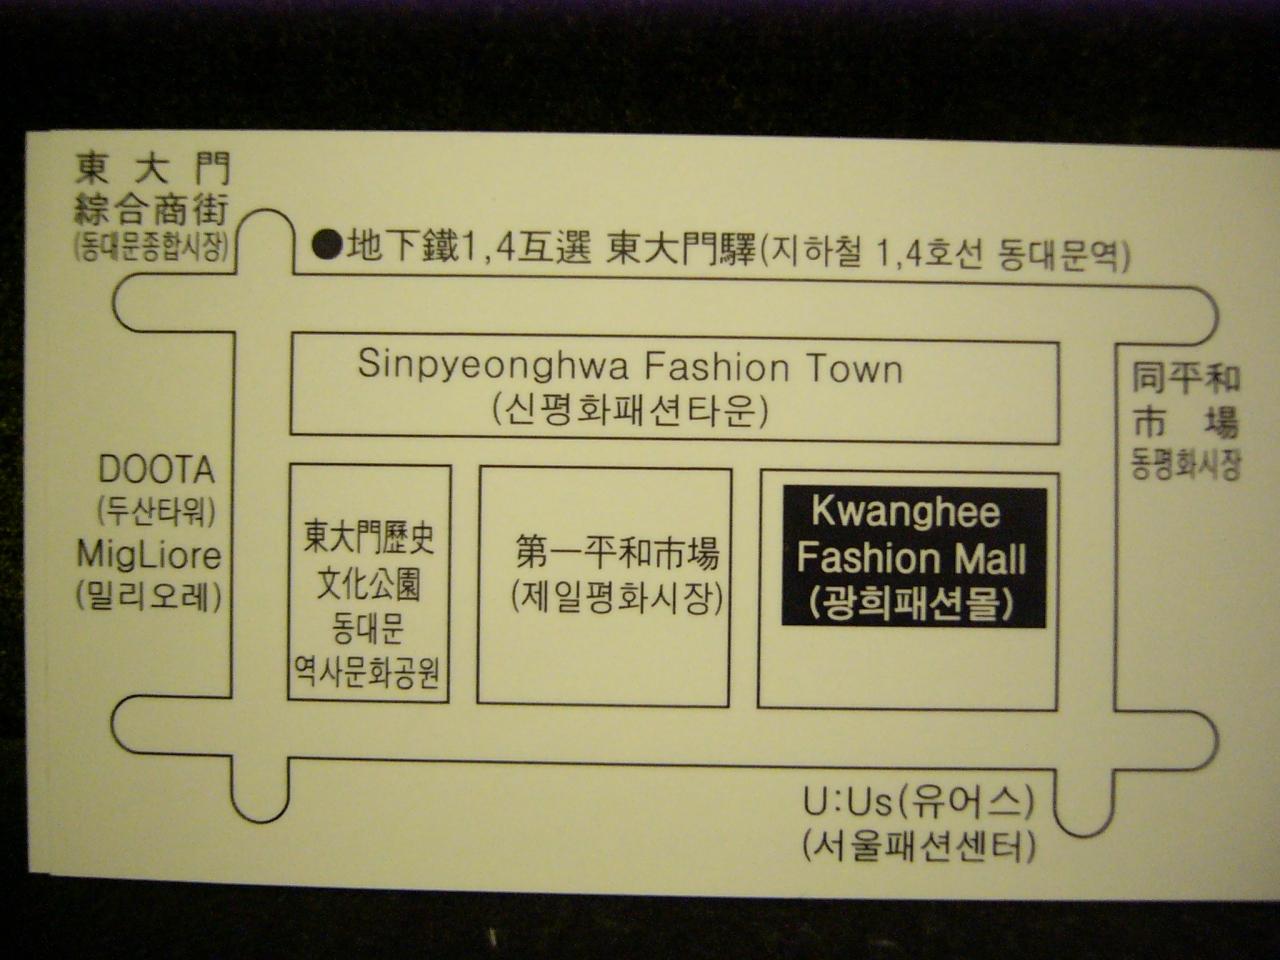 東 大 門
綜合商街
(동대문종합시장)
●地下鐵1,4互選 東大門驛(지하철 1,4호선 동대문역)
Sinpyeonghwa Fashion Town
(신평화패션타운)
同平和
市 場
동평화시장
DOOTA
(두산타워)
MigLiore
(밀리오레)
東大門歷史
文化公園
동대문
역사문화공원
第一平和市場
(제일평화시장)
Kwanghee
Fashion Mall
(광희패션몰)
U:Us(유어스)
(서울패션센터)